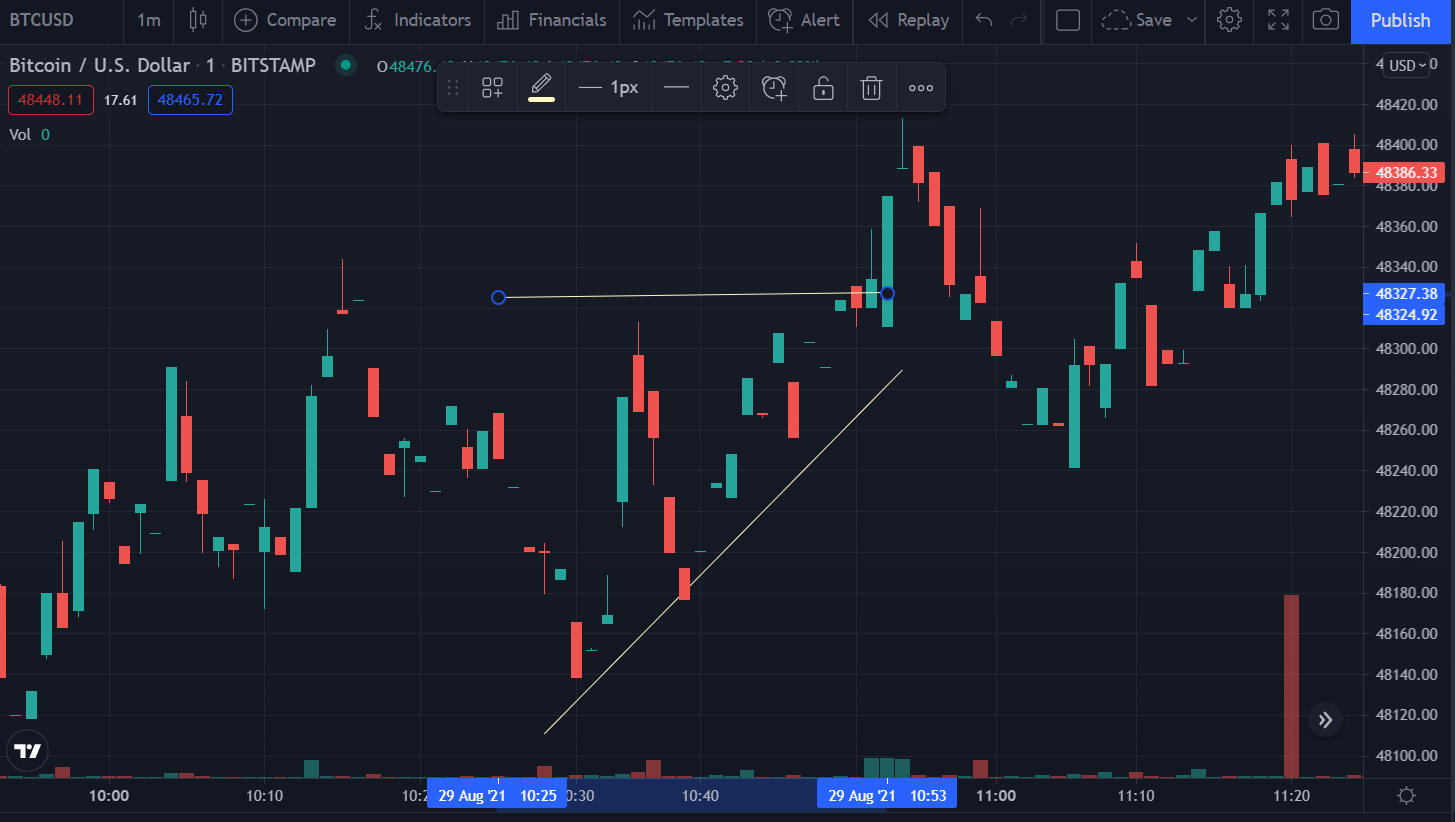 BTCUSD 1m Compare Indicators Financials Templates Alert Replay Save Publish
Bitcoin / U.S. Dollar · 1 · BITSTAMP O48476.
1px
USD
48448.11 17.61 48465.72
Vol 0
48420.00
48400.00
48386.33
48380.00
48360.00
48340.00
48327.38
48324.92
48300.00
48280.00
48260.00
48240.00
48220.00
48200.00
48180.00
48160.00
48140.00
48120.00
48100.00
10:00 10:10 29 Aug '21 10:25 10:40 29 Aug '21 10:53 11:00 11:10 11:20